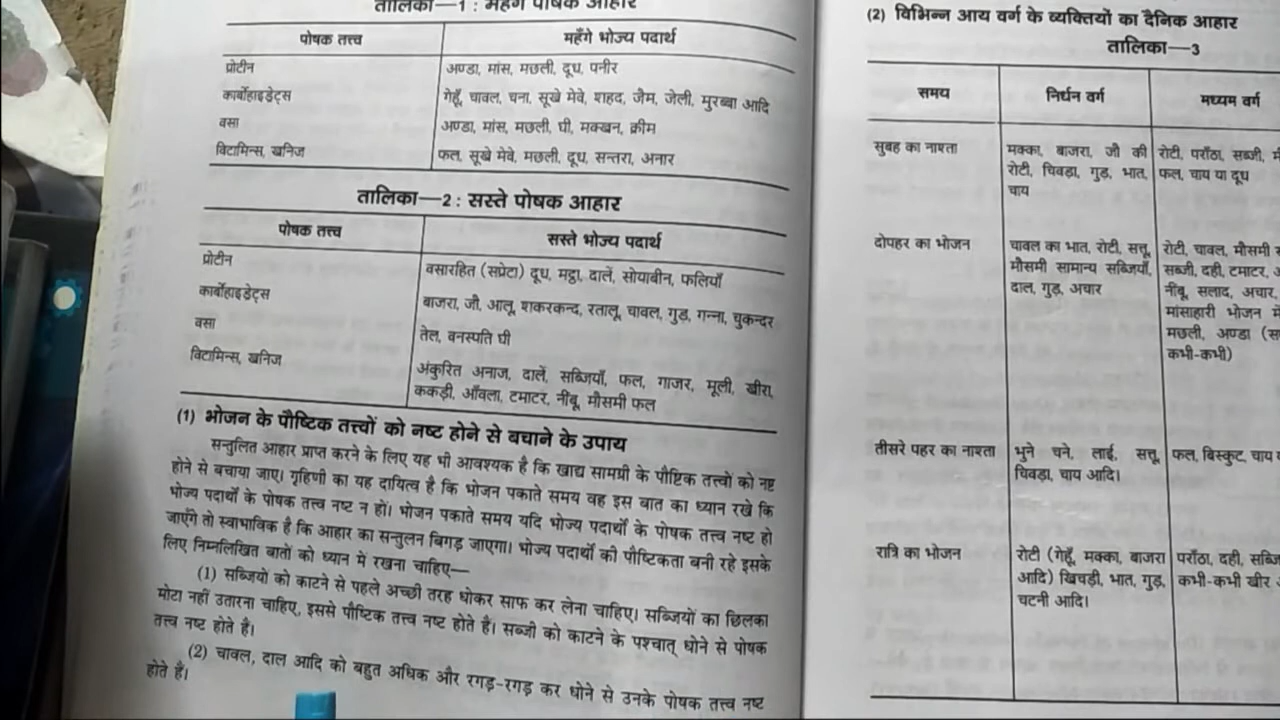 तालिका—1 : महँगे पोषक आहार
पोषक तत्त्व महँगे भोज्य पदार्थ
प्रोटीन अण्डा, मांस, मछली, दूध, पनीर
कार्बोहाइड्रेट्स गेहूँ, चावल, चना, सूखे मेवे, शहद, जैम, जेली, मुरब्बा आदि
वसा अण्डा, मांस, मछली, घी, मक्खन, क्रीम
विटामिन्स, खनिज फल, सूखे मेवे, मछली, दूध, सन्तरा, अनार
तालिका—2 : सस्ते पोषक आहार
पोषक तत्त्व सस्ते भोज्य पदार्थ
प्रोटीन वसारहित (सप्रेटा) दूध, मट्ठा, दालें, सोयाबीन, फलियाँ
कार्बोहाइड्रेट्स बाजरा, जौ, आलू, शकरकन्द, रतालू, चावल, गुड़, गन्ना, चुकन्दर
वसा तेल, वनस्पति घी
विटामिन्स, खनिज अंकुरित अनाज, दालें, सब्जियाँ, फल, गाजर, मूली, खीरा,
ककड़ी, आँवला, टमाटर, नींबू, मौसमी फल
(1) भोजन के पौष्टिक तत्त्वों को नष्ट होने से बचाने के उपाय
सन्तुलित आहार प्राप्त करने के लिए यह भी आवश्यक है कि खाद्य सामग्री के पौष्टिक तत्त्वों को नष्ट
होने से बचाया जाए। गृहिणी का यह दायित्व है कि भोजन पकाते समय वह इस बात का ध्यान रखे कि
भोज्य पदार्थों के पोषक तत्त्व नष्ट न हों। भोजन पकाते समय यदि भोज्य पदार्थों के पोषक तत्त्व नष्ट हो
जाएँगे तो स्वाभाविक है कि आहार का सन्तुलन बिगड़ जाएगा। भोज्य पदार्थों की पौष्टिकता बनी रहे इसके
लिए निम्नलिखित बातों को ध्यान में रखना चाहिए—
(1) सब्जियों को काटने से पहले अच्छी तरह धोकर साफ कर लेना चाहिए। सब्जियों का छिलका
मोटा नहीं उतारना चाहिए, इससे पौष्टिक तत्त्व नष्ट होते हैं। सब्जी को काटने के पश्चात् धोने से पोषक
तत्त्व नष्ट होते हैं।
(2) चावल, दाल आदि को बहुत अधिक और रगड़-रगड़ कर धोने से उनके पोषक तत्त्व नष्ट
होते हैं।
(2) विभिन्न आय वर्ग के व्यक्तियों का दैनिक आहार
तालिका—3
समय निर्धन वर्ग मध्यम वर्ग
सुबह का नाश्ता मक्का, बाजरा, जौ की रोटी, पराँठा, सब्जी,
रोटी, चिवड़ा, गुड़, भात, फल, चाय या दूध
चाय
दोपहर का भोजन चावल का भात, रोटी, सत्तू, रोटी, चावल, मौसमी
मौसमी सामान्य सब्जियाँ, सब्जी, दही, टमाटर,
दाल, गुड़, अचार नींबू, सलाद, अचार,
मांसाहारी भोजन
मछली, अण्डा
कभी-कभी)
तीसरे पहर का नाश्ता भुने चने, लाई, सत्तू, फल, बिस्कुट, चाय
चिवड़ा, चाय आदि।
रात्रि का भोजन रोटी (गेहूँ, मक्का, बाजरा पराँठा, दही,
आदि) खिचड़ी, भात, गुड़, कभी-कभी खीर
चटनी आदि।